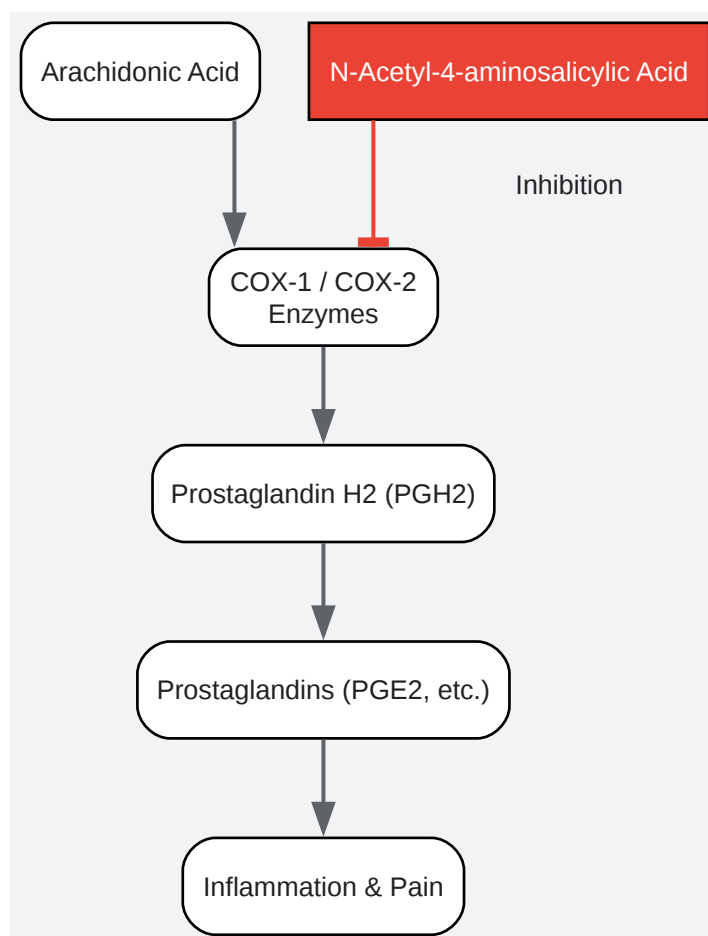 Arachidonic Acid
N-Acetyl-4-aminosalicylic Acid
Inhibition
COX-1 / COX-2
Enzymes
Prostaglandin H2 (PGH2)
Prostaglandins (PGE2, etc.)
Inflammation & Pain